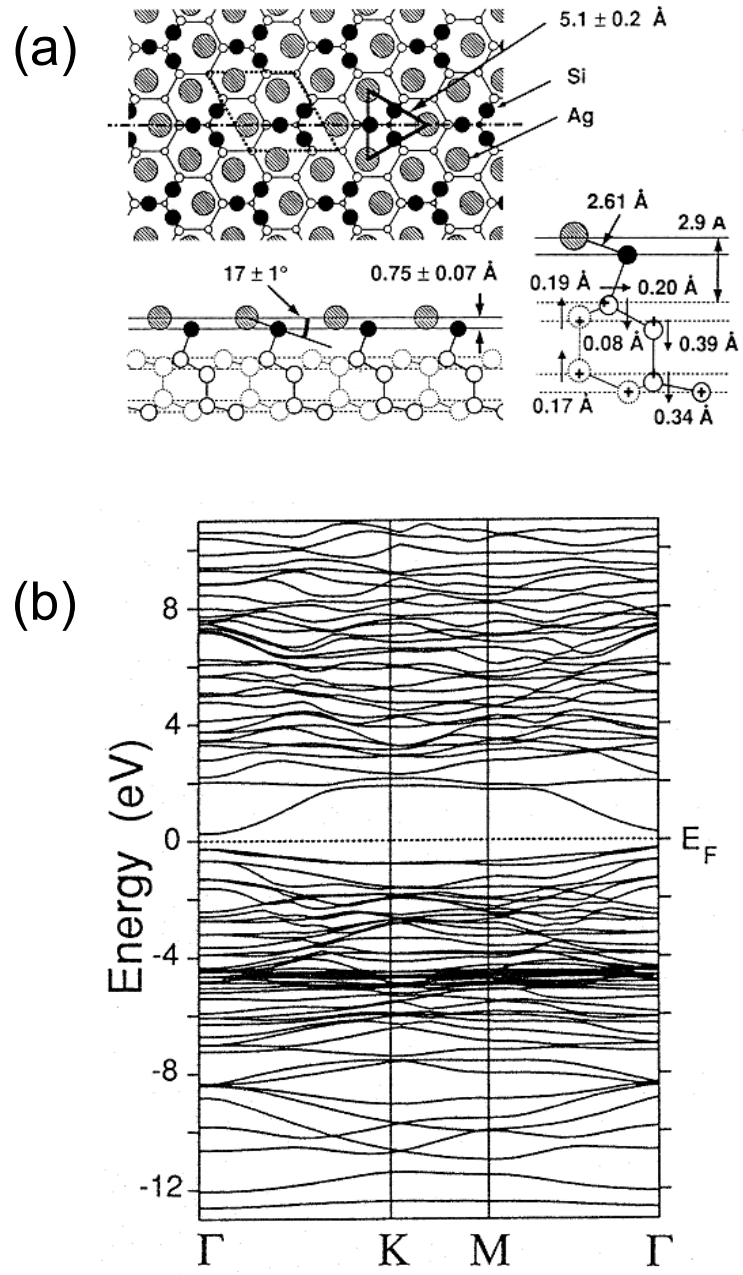 (a)
5.1 ± 0.2 Å
Si
Ag
17 ± 1°
0.75 ± 0.07 Å
2.61 Å
2.9 A
0.19 Å
0.20 Å
0.08 Å
0.39 Å
0.17 Å
0.34 Å
(b)
Energy (eV)
8
4
0
-4
-8
-12
E_F
Γ K M Γ